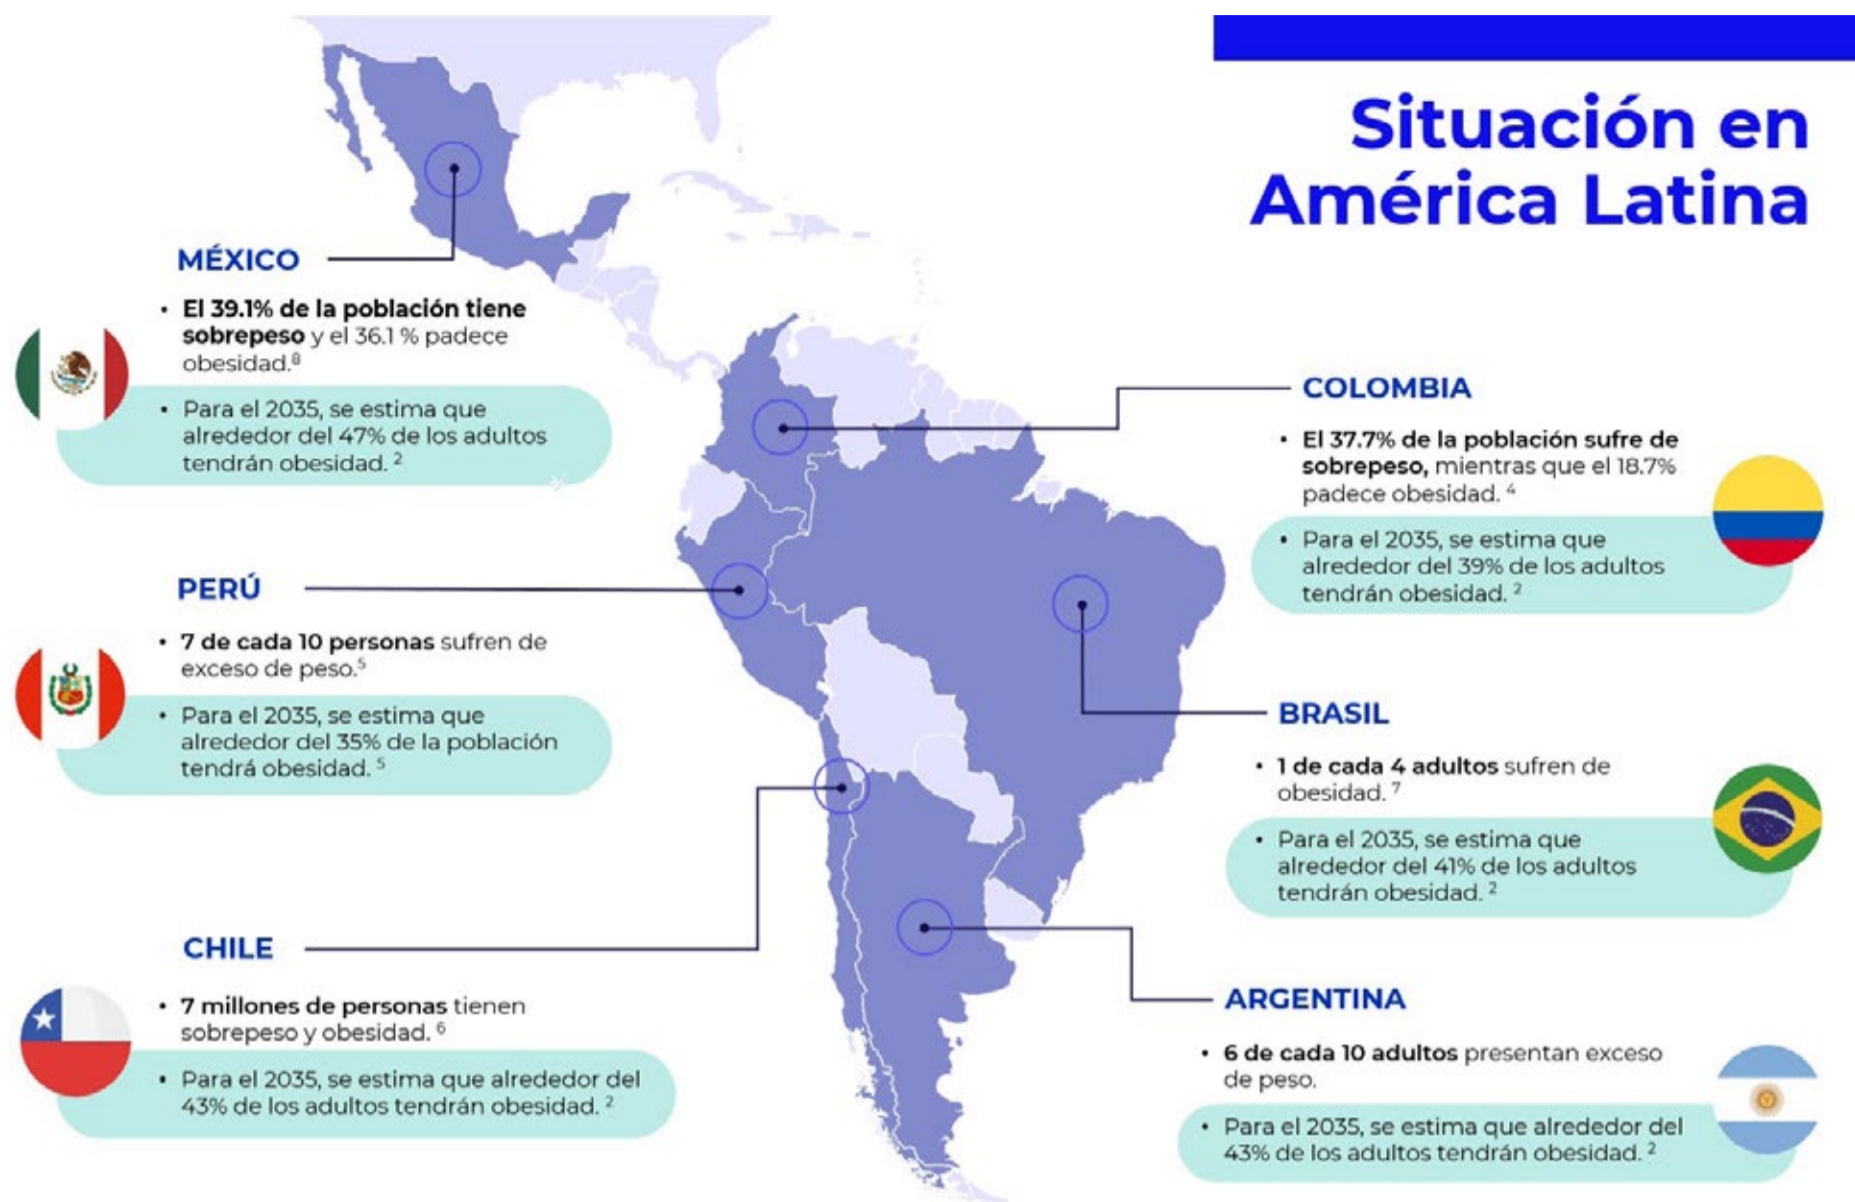 Situación en
América Latina
MÉXICO
• El 39.1% de la población tiene
sobrepeso y el 36.1 % padece
obesidad.⁸
• Para el 2035, se estima que
alrededor del 47% de los adultos
tendrán obesidad. ²
PERÚ
• 7 de cada 10 personas sufren de
exceso de peso.⁵
• Para el 2035, se estima que
alrededor del 35% de la población
tendrá obesidad. ⁵
CHILE
• 7 millones de personas tienen
sobrepeso y obesidad. ⁶
• Para el 2035, se estima que alrededor del
43% de los adultos tendrán obesidad. ²
COLOMBIA
• El 37.7% de la población sufre de
sobrepeso, mientras que el 18.7%
padece obesidad. ⁴
• Para el 2035, se estima que
alrededor del 39% de los adultos
tendrán obesidad. ²
BRASIL
• 1 de cada 4 adultos sufren de
obesidad. ⁷
• Para el 2035, se estima que
alrededor del 41% de los adultos
tendrán obesidad. ²
ARGENTINA
• 6 de cada 10 adultos presentan exceso
de peso.
• Para el 2035, se estima que alrededor del
43% de los adultos tendrán obesidad. ²